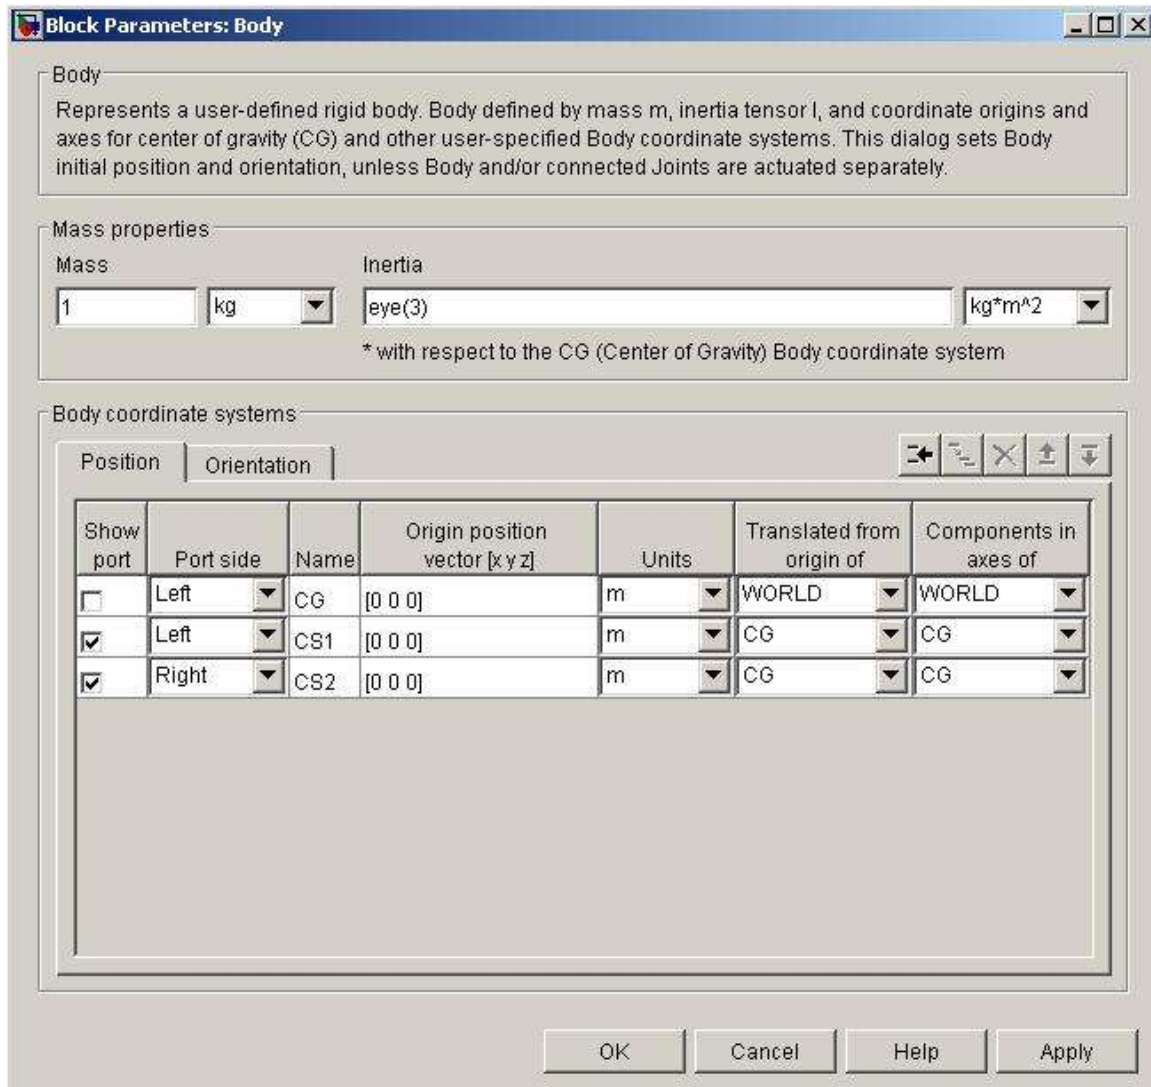 Block Parameters: Body
Body
Represents a user-defined rigid body. Body defined by mass m, inertia tensor I, and coordinate origins and
axes for center of gravity (CG) and other user-specified Body coordinate systems. This dialog sets Body
initial position and orientation, unless Body and/or connected Joints are actuated separately.
Mass properties
Mass Inertia
1 kg eye(3) kg*m^2
* with respect to the CG (Center of Gravity) Body coordinate system
Body coordinate systems
Position Orientation
Show port Port side Name Origin position vector [x y z] Units Translated from origin of Components in axes of
Left CG [0 0 0] m WORLD WORLD
Left CS1 [0 0 0] m CG CG
Right CS2 [0 0 0] m CG CG
OK Cancel Help Apply